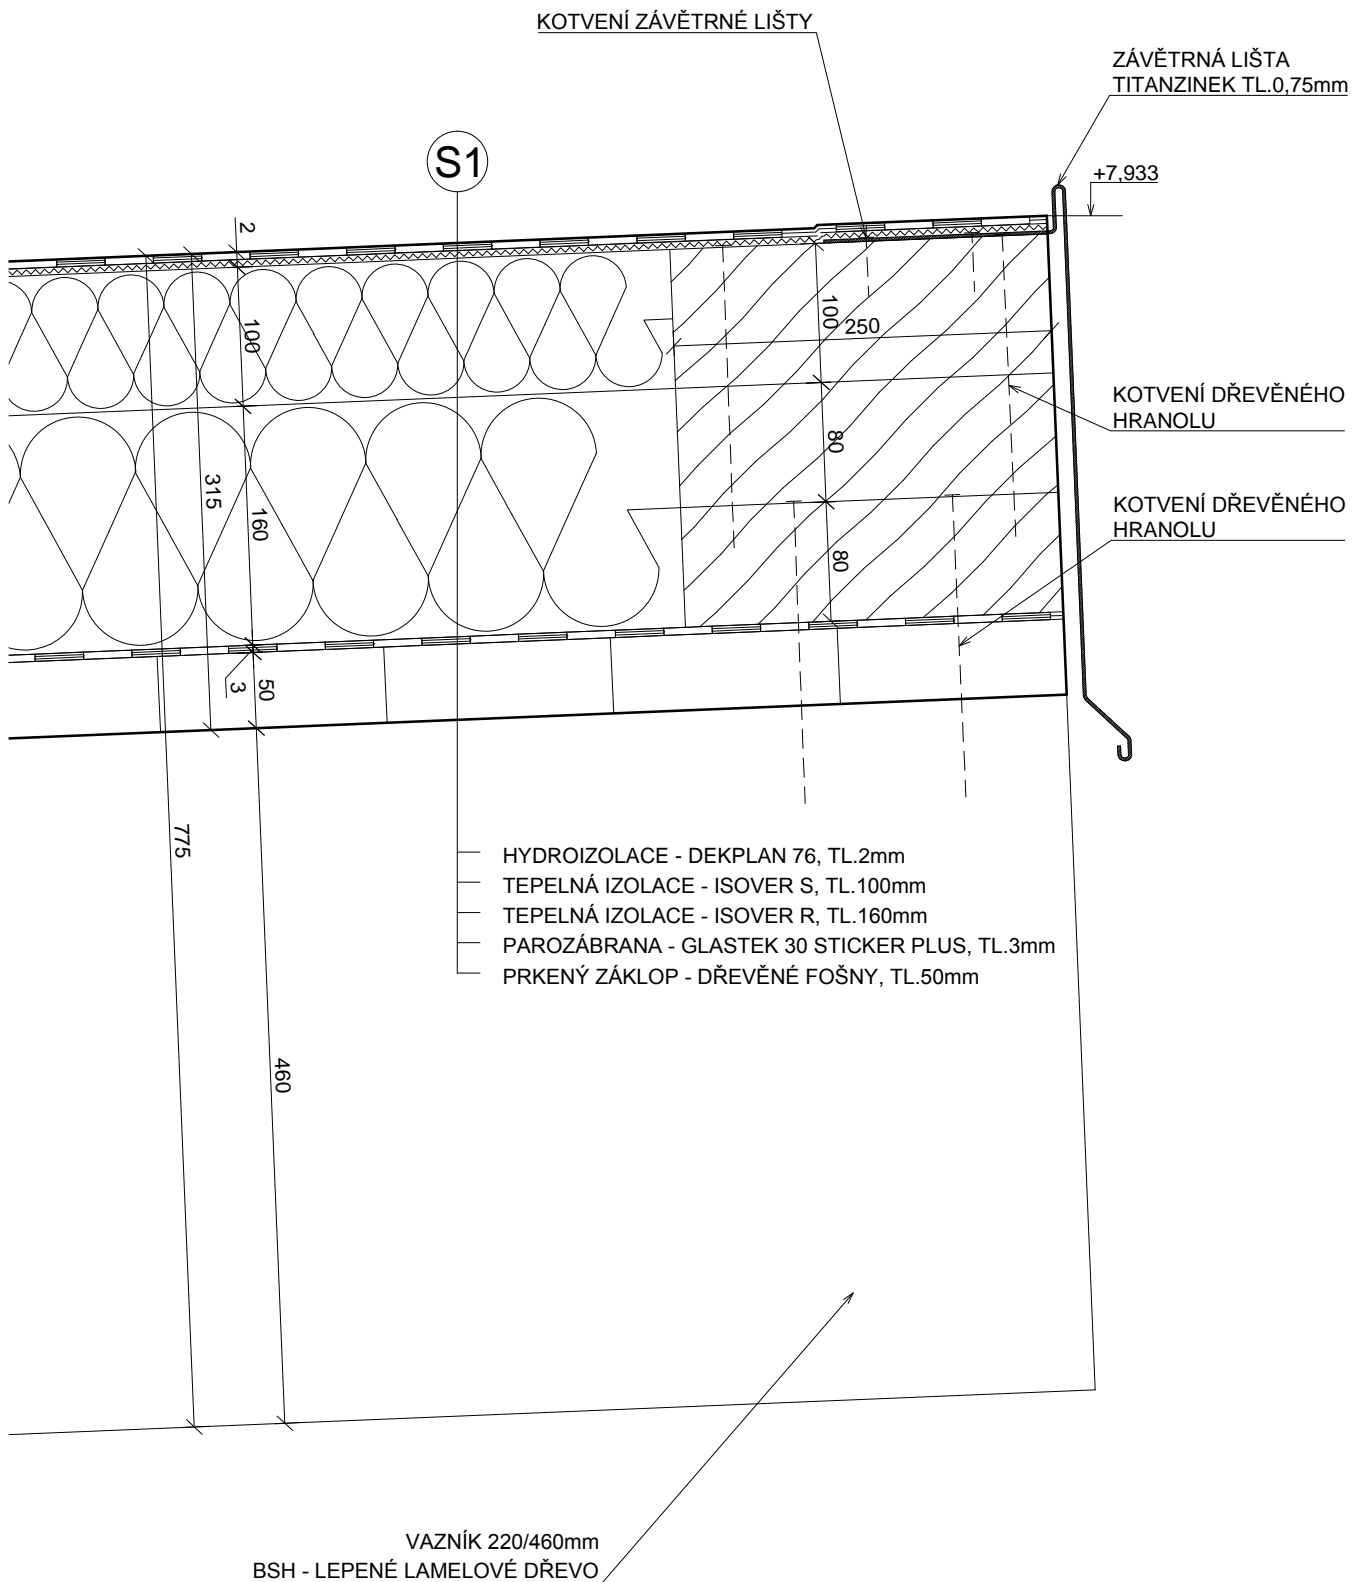 KOTVENÍ ZÁVĚTRNÉ LIŠTY
ZÁVĚTRNÁ LIŠTA
TITANZINEK TL.0,75mm
S1
+7,933
2
100
100
250
KOTVENÍ DŘEVĚNÉHO
HRANOLU
80
315
160
KOTVENÍ DŘEVĚNÉHO
HRANOLU
80
3
50
775
HYDROIZOLACE - DEKPLAN 76, TL.2mm
TEPELNÁ IZOLACE - ISOVER S, TL.100mm
TEPELNÁ IZOLACE - ISOVER R, TL.160mm
PAROZÁBRANA - GLASTEK 30 STICKER PLUS, TL.3mm
PRKENÝ ZÁKLOP - DŘEVĚNÉ FOŠNY, TL.50mm
460
VAZNÍK 220/460mm
BSH - LEPENÉ LAMELOVÉ DŘEVO